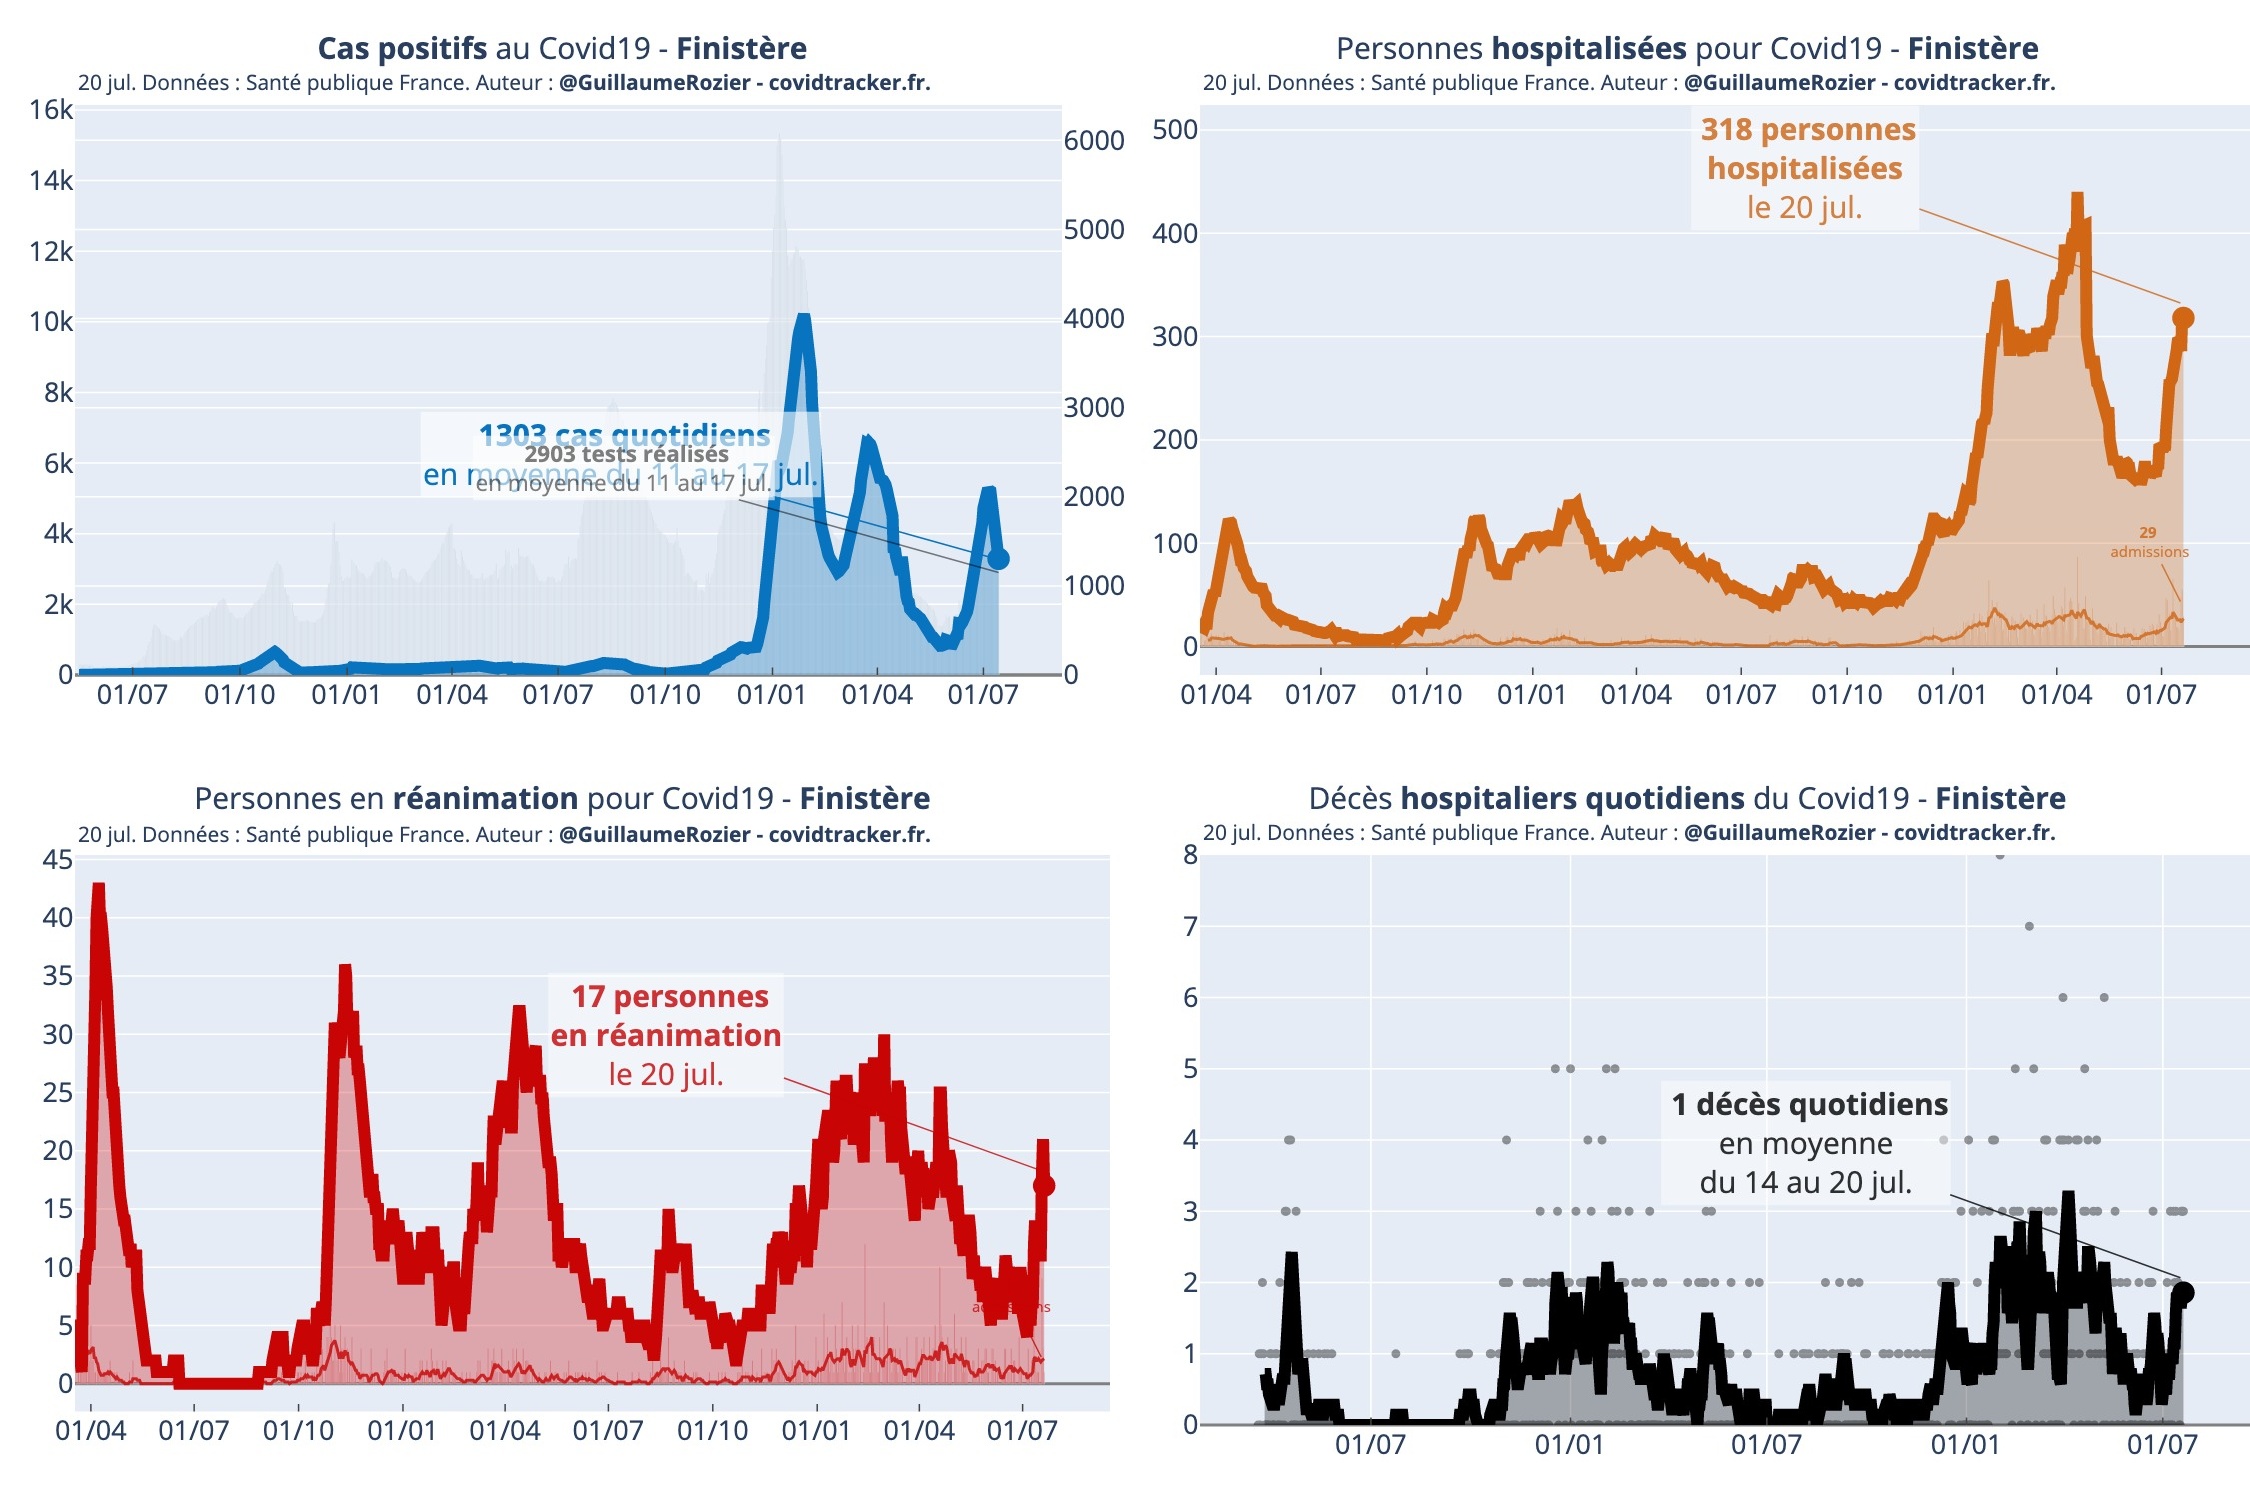 Cas positifs au Covid19 - Finistère
20 jul. Données : Santé publique France. Auteur : @GuillaumeRozier - covidtracker.fr.
16k
14k
12k
10k
8k
6k
4k
2k
0
6000
5000
4000
3000
2000
1000
0
1303 cas quotidiens
en moyenne du 11 au 17 jul.
2903 tests réalisés
en moyenne du 11 au 17 jul.
01/07 01/10 01/01 01/04 01/07 01/10 01/01 01/04 01/07
Personnes hospitalisées pour Covid19 - Finistère
20 jul. Données : Santé publique France. Auteur : @GuillaumeRozier - covidtracker.fr.
500
400
300
200
100
0
318 personnes
hospitalisées
le 20 jul.
29
admissions
01/04 01/07 01/10 01/01 01/04 01/07 01/10 01/01 01/04 01/07
Personnes en réanimation pour Covid19 - Finistère
20 jul. Données : Santé publique France. Auteur : @GuillaumeRozier - covidtracker.fr.
45
40
35
30
25
20
15
10
5
0
17 personnes
en réanimation
le 20 jul.
01/04 01/07 01/10 01/01 01/04 01/07 01/10 01/01 01/04 01/07
Décès hospitaliers quotidiens du Covid19 - Finistère
20 jul. Données : Santé publique France. Auteur : @GuillaumeRozier - covidtracker.fr.
8
7
6
5
4
3
2
1
0
1 décès quotidiens
en moyenne
du 14 au 20 jul.
01/07 01/01 01/07 01/01 01/07